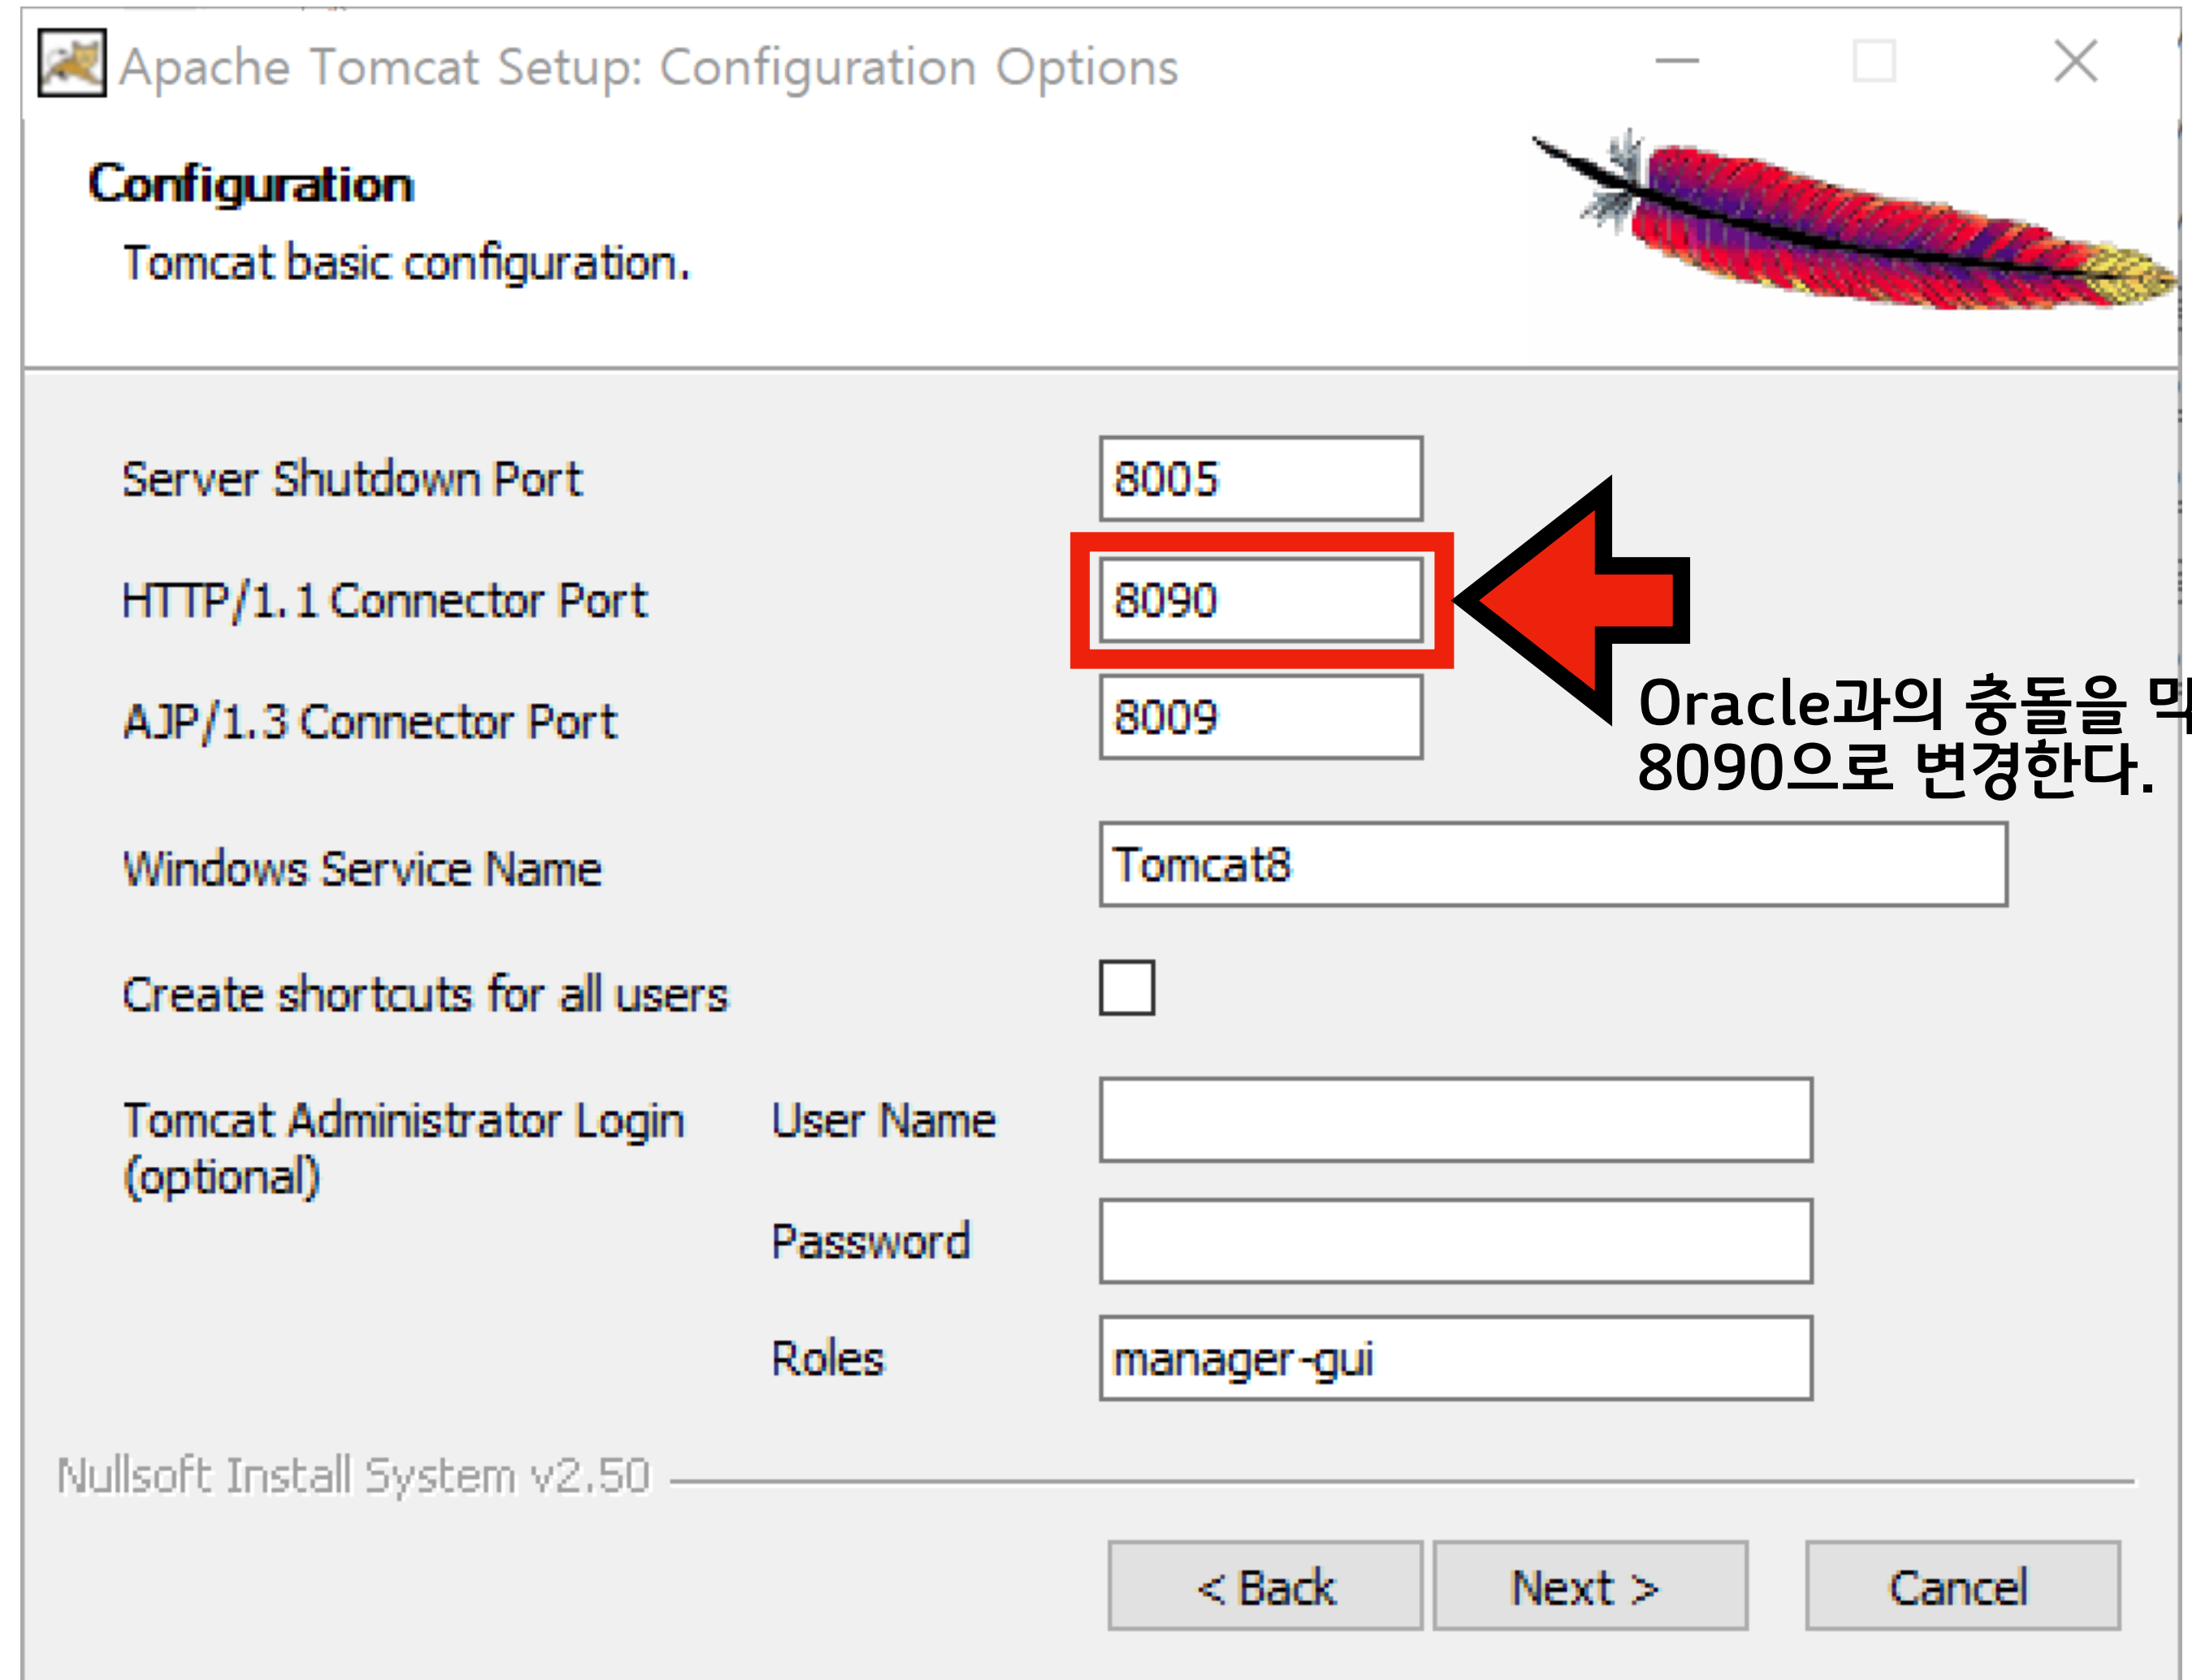 Apache Tomcat Setup: Configuration Options
Configuration
Tomcat basic configuration.
Server Shutdown Port 8005
HTTP/1.1 Connector Port 8090
AJP/1.3 Connector Port 8009
Oracle과의 충돌을
8090으로 변경한다.
Windows Service Name Tomcat8
Create shortcuts for all users
Tomcat Administrator Login User Name
(optional)
Password
Roles manager-gui
Nullsoft Install System v2.50
< Back Next > Cancel